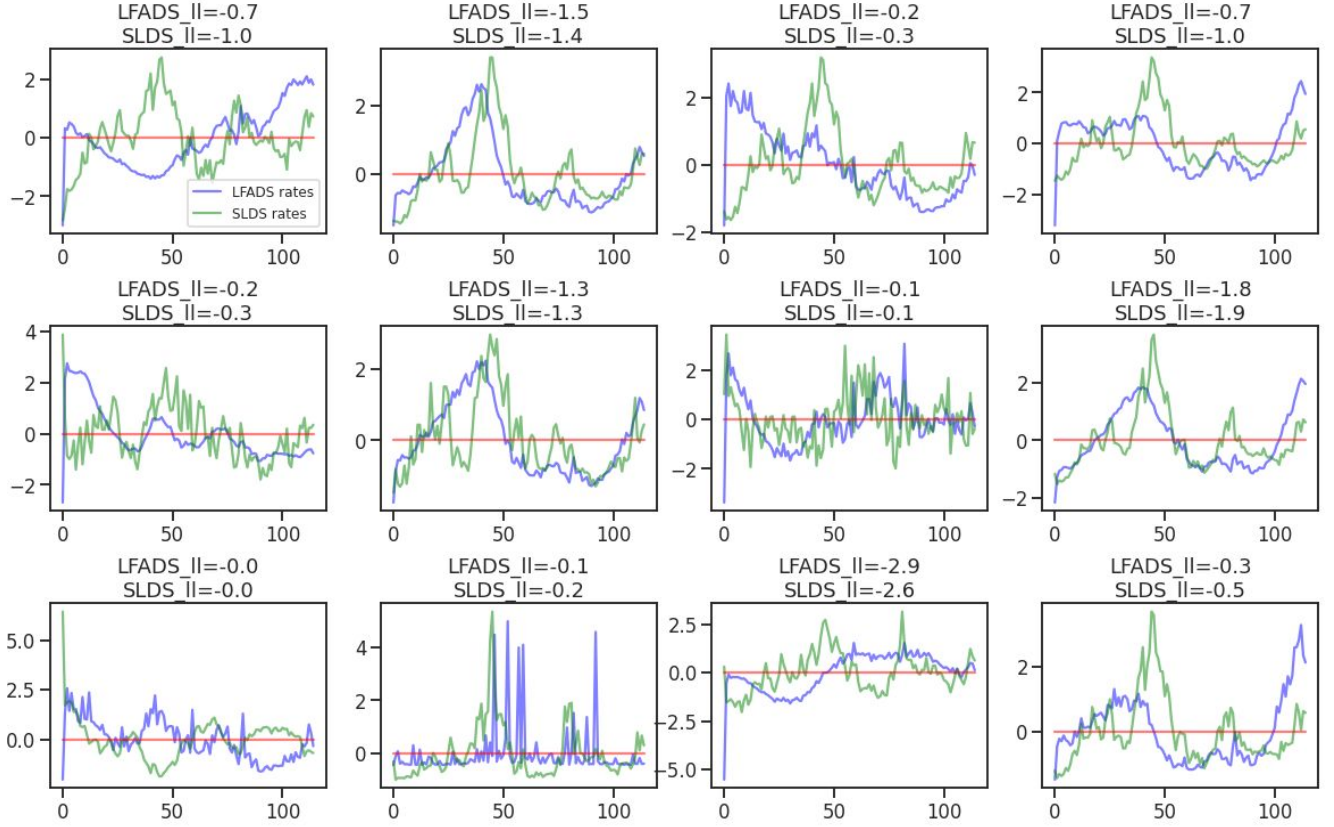 LFADS_ll=-0.7
SLDS_ll=-1.0
2
0
−2
0
50
100
LFADS rates
SLDS rates
LFADS_ll=-1.5
SLDS_ll=-1.4
2
0
0
50
100
LFADS_ll=-0.2
SLDS_ll=-0.3
2
0
−2
0
50
100
LFADS_ll=-0.7
SLDS_ll=-1.0
2
0
−2
0
50
100
LFADS_ll=-0.2
SLDS_ll=-0.3
4
2
0
−2
0
50
100
LFADS_ll=-1.3
SLDS_ll=-1.3
2
0
0
50
100
LFADS_ll=-0.1
SLDS_ll=-0.1
2
0
−2
0
50
100
LFADS_ll=-1.8
SLDS_ll=-1.9
2
0
−2
0
50
100
LFADS_ll=-0.0
SLDS_ll=-0.0
5.0
2.5
0.0
0
50
100
LFADS_ll=-0.1
SLDS_ll=-0.2
4
2
0
0
50
100
LFADS_ll=-2.9
SLDS_ll=-2.6
2.5
0.0
−2.5
−5.0
0
50
100
LFADS_ll=-0.3
SLDS_ll=-0.5
2
0
0
50
100